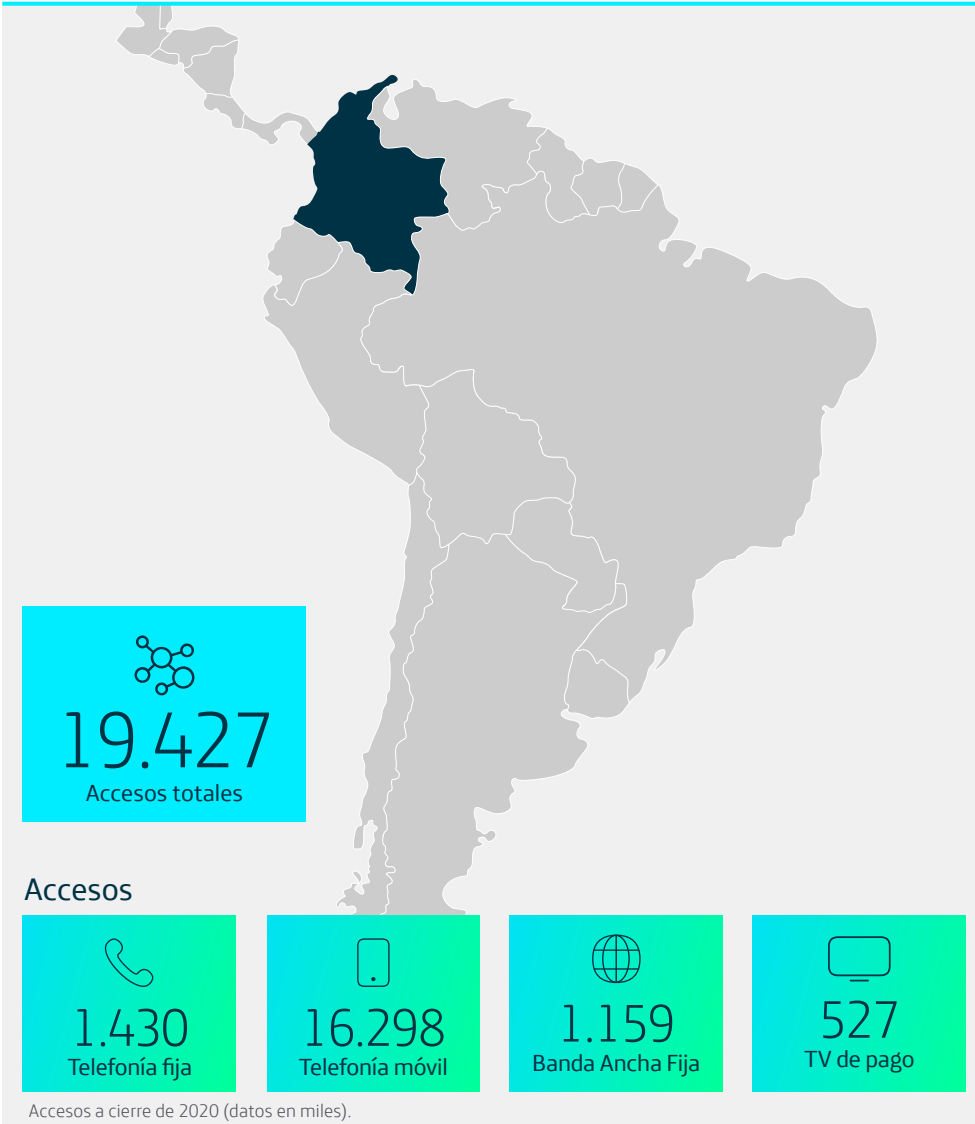 19.427
Accesos totales
Accesos
1.430
Telefonía fija
16.298
Telefonía móvil
1.159
Banda Ancha Fija
527
TV de pago
Accesos a cierre de 2020 (datos en miles).